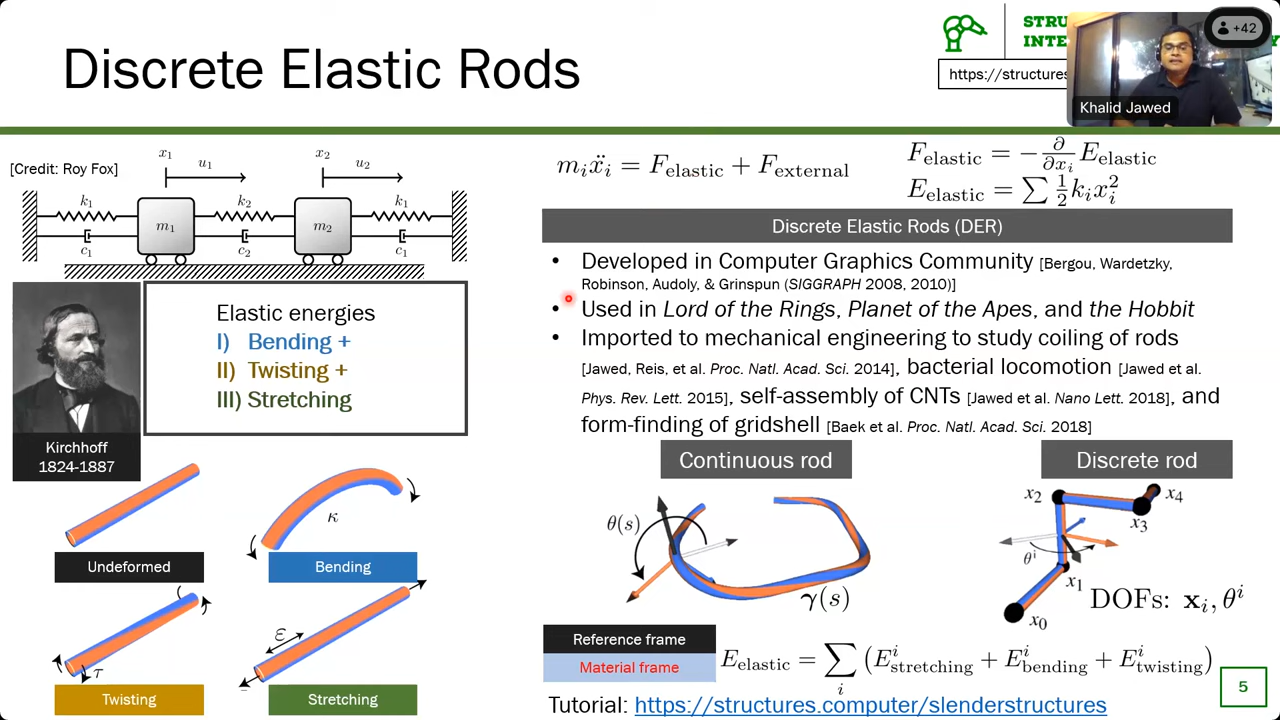 Discrete Elastic Rods
STRU
INTE
https://structures
+42
Khalid Jawed
[Credit: Roy Fox]
x₁ u₁ x₂ u₂
k₁ k₂ k₁
m₁ m₂
c₁ c₂ c₁
mᵢẍᵢ = F_elastic + F_external
F_elastic = −∂/∂xᵢ E_elastic
E_elastic = ∑ ½ kᵢxᵢ²
Kirchhoff
1824-1887
Elastic energies
I) Bending +
II) Twisting +
III) Stretching
Discrete Elastic Rods (DER)
• Developed in Computer Graphics Community [Bergou, Wardetzky,
Robinson, Audoly, & Grinspun (SIGGRAPH 2008, 2010)]
• Used in Lord of the Rings, Planet of the Apes, and the Hobbit
• Imported to mechanical engineering to study coiling of rods
[Jawed, Reis, et al. Proc. Natl. Acad. Sci. 2014], bacterial locomotion [Jawed et al.
Phys. Rev. Lett. 2015], self-assembly of CNTs [Jawed et al. Nano Lett. 2018], and
form-finding of gridshell [Baek et al. Proc. Natl. Acad. Sci. 2018]
Undeformed
κ
Bending
τ
Twisting
ε
Stretching
Continuous rod
θ(s)
γ(s)
Discrete rod
x₂ x₄
x₃
θⁱ
x₁
x₀
DOFs: xᵢ, θⁱ
Reference frame
Material frame
E_elastic = ∑ᵢ (Eⁱ_stretching + Eⁱ_bending + Eⁱ_twisting)
Tutorial: https://structures.computer/slenderstructures
5